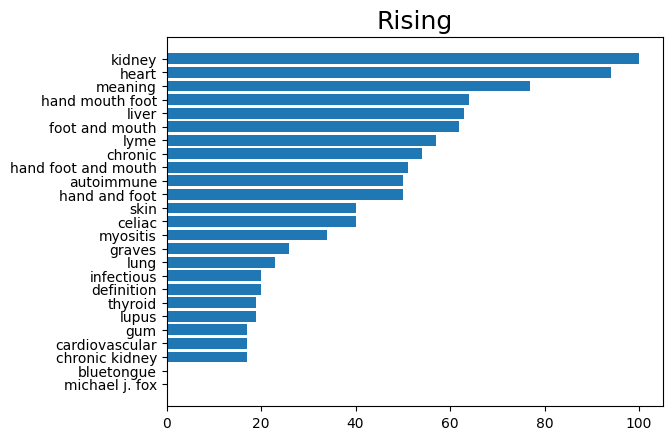 Rising
kidney
heart
meaning
hand mouth foot
liver
foot and mouth
lyme
chronic
hand foot and mouth
autoimmune
hand and foot
skin
celiac
myositis
graves
lung
infectious
definition
thyroid
lupus
gum
cardiovascular
chronic kidney
bluetongue
michael j. fox
0 20 40 60 80 100